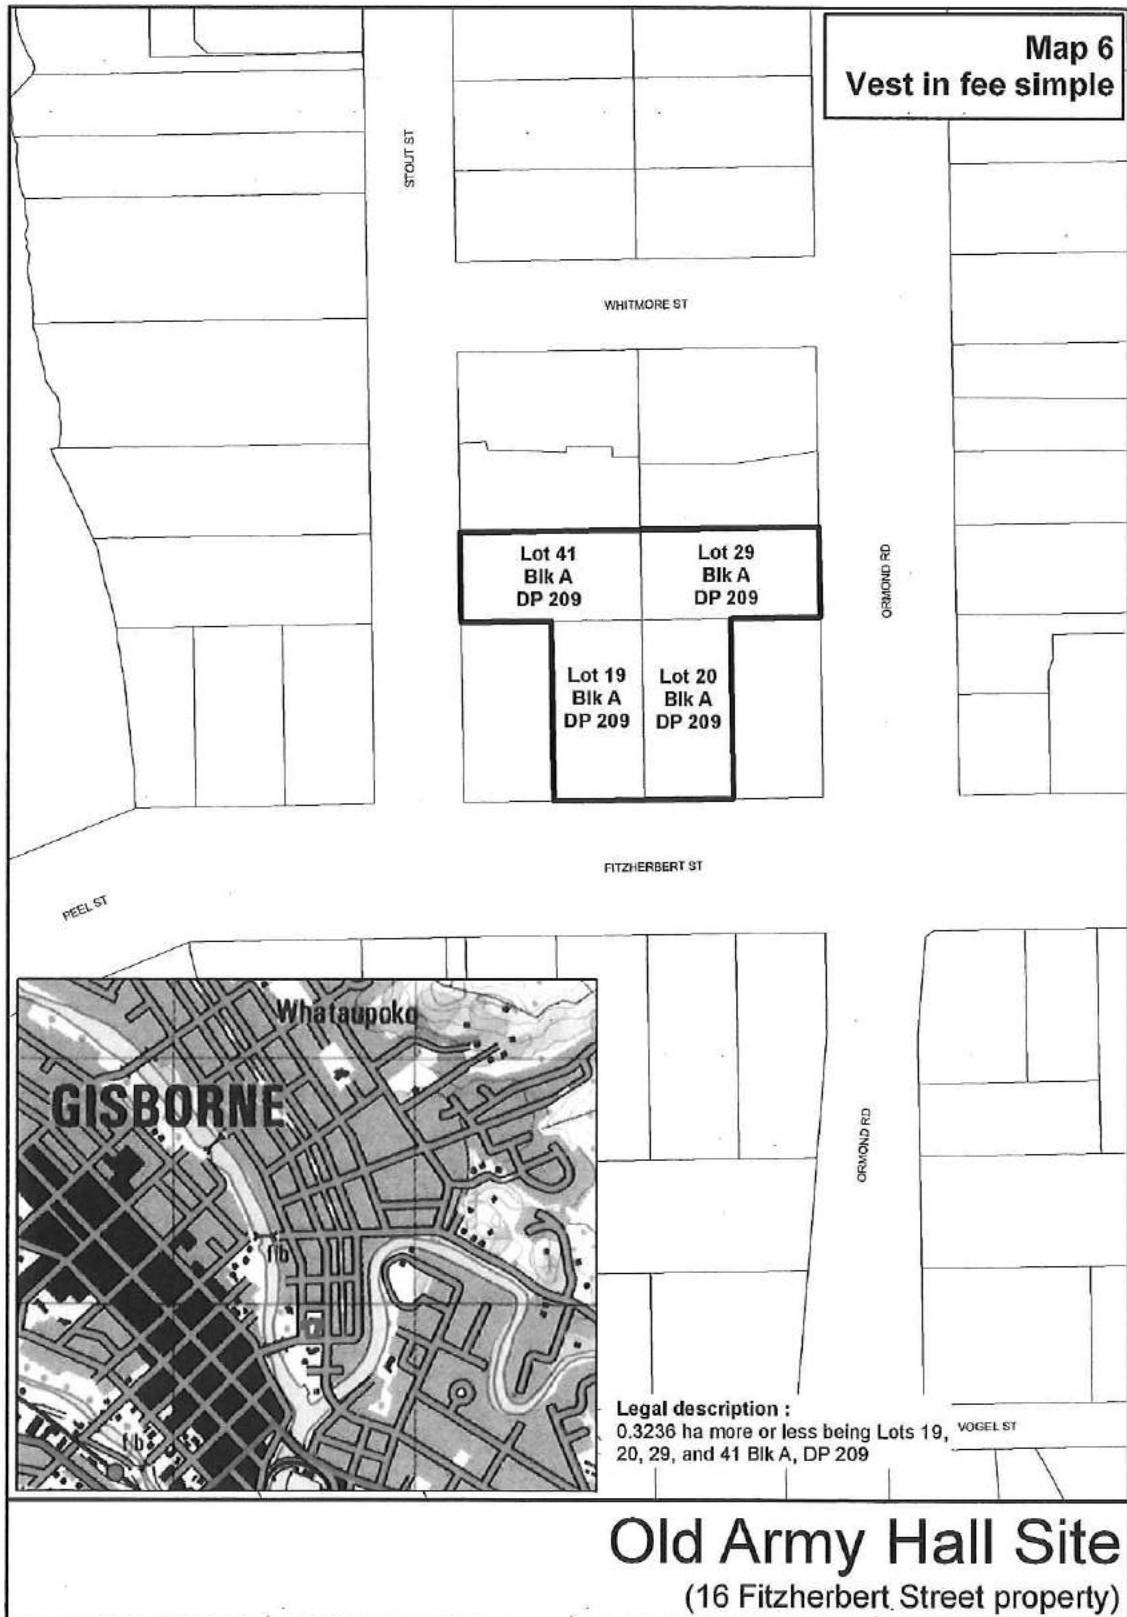 Map 6
Vest in fee simple
STOUT ST
WHITMORE ST
Lot 41
Blk A
DP 209
Lot 29
Blk A
DP 209
ORMOND RD
Lot 19
Blk A
DP 209
Lot 20
Blk A
DP 209
FITZHERBERT ST
PEEL ST
Whataupoko
GISBORNE
fb
fb
ORMOND RD
Legal description :
0.3236 ha more or less being Lots 19,
20, 29, and 41 Blk A, DP 209
VOGEL ST
Old Army Hall Site
(16 Fitzherbert Street property)